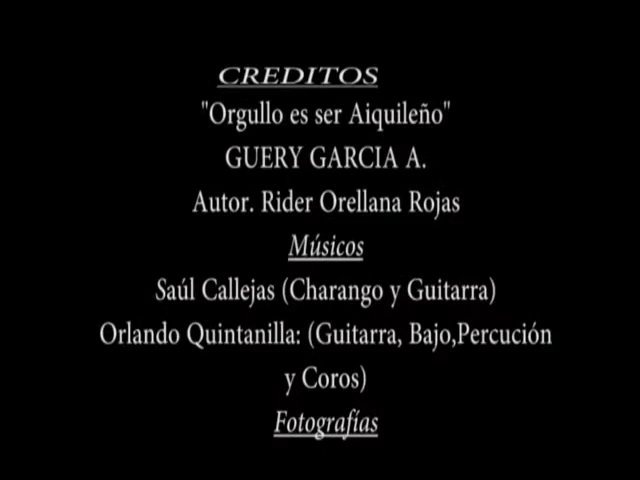 CREDITOS
"Orgullo es ser Aiquileño"
GUERY GARCIA A.
Autor. Rider Orellana Rojas
Músicos
Saúl Callejas (Charango y Guitarra)
Orlando Quintanilla: (Guitarra, Bajo,Percución
y Coros)
Fotografías